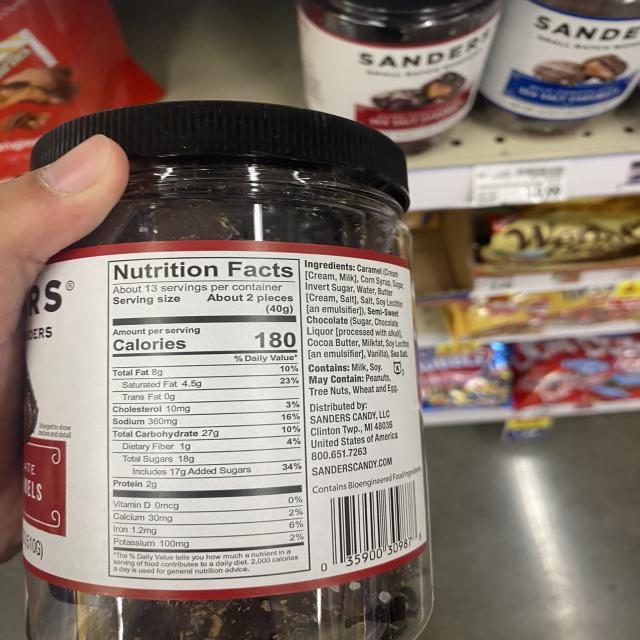 SANDERS
SANDE
ERS®
DERS
ATE
ELS
510G)
Nutrition Facts
About 13 servings per container
Serving size About 2 pieces
(40g)
Amount per serving
Calories 180
% Daily Value*
Total Fat 8g 10%
Saturated Fat 4.5g 23%
Trans Fat 0g
Cholesterol 10mg 3%
Sodium 360mg 16%
Total Carbohydrate 27g 10%
Dietary Fiber 1g 4%
Total Sugars 18g
Includes 17g Added Sugars 34%
Protein 2g
Vitamin D 0mcg 0%
Calcium 30mg 2%
Iron 1.2mg 6%
Potassium 100mg 2%
*The % Daily Value tells you how much a nutrient in a
serving of food contributes to a daily diet. 2,000 calories
a day is used for general nutrition advice.
Ingredients: Caramel (Cream
[Cream, Milk], Corn Syrup, Sugar,
Invert Sugar, Water, Butter
[Cream, Salt], Salt, Soy Lecithin
[an emulsifier]), Semi-Sweet
Chocolate (Sugar, Chocolate
Liquor [processed with alkali],
Cocoa Butter, Milkfat, Soy Lecithin
[an emulsifier], Vanilla), Sea Salt.
Contains: Milk, Soy.
May Contain: Peanuts,
Tree Nuts, Wheat and Egg.
Distributed by:
SANDERS CANDY, LLC
Clinton Twp., MI 48036
United States of America
800.651.7263
SANDERSCANDY.COM
Contains Bioengineered Food Ingredients
0 35900 30987